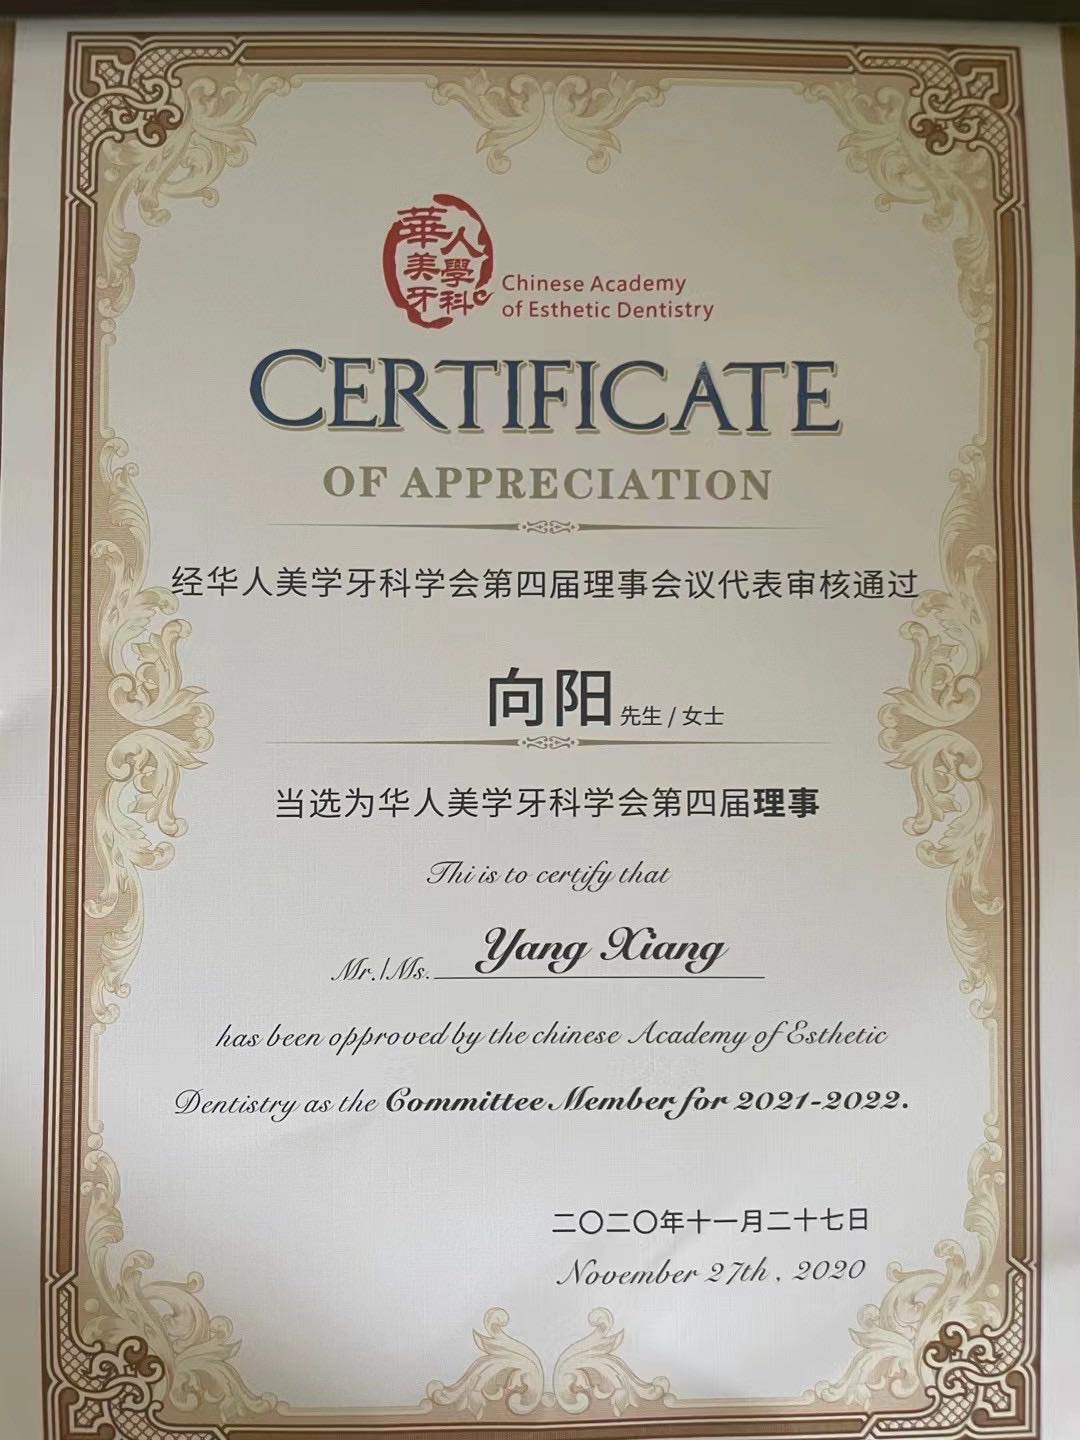 華人
美學
牙科
Chinese Academy
of Esthetic Dentistry
CERTIFICATE
OF APPRECIATION
经华人美学牙科学会第四届理事会议代表审核通过
向阳 先生 / 女士
当选为华人美学牙科学会第四届理事
Thi is to certify that
Mr./Ms. Yang Xiang
has been opproved by the chinese Academy of Esthetic
Dentistry as the Committee Member for 2021-2022.
二〇二〇年十一月二十七日
November 27th , 2020